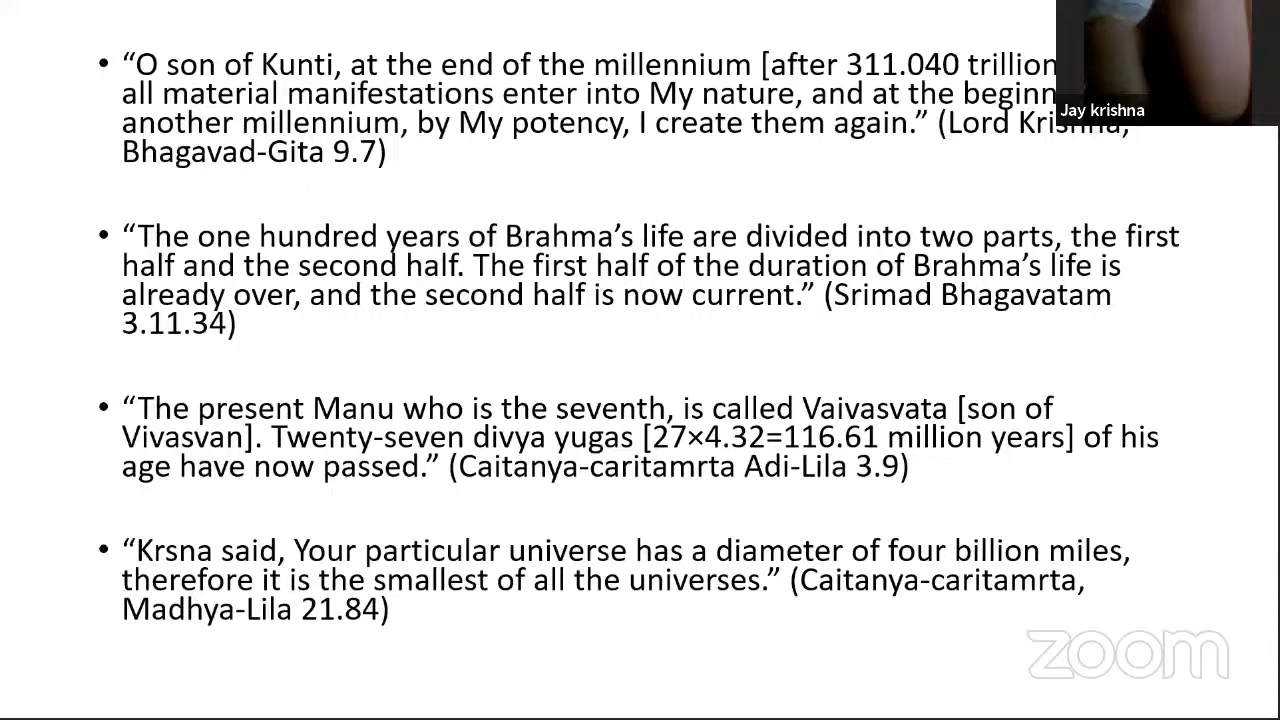 • “O son of Kunti, at the end of the millennium [after 311.040 trillion
all material manifestations enter into My nature, and at the
another millennium, by My potency, I create them again.” (Lord Krishna,
Bhagavad-Gita 9.7)
• “The one hundred years of Brahma’s life are divided into two parts, the first
half and the second half. The first half of the duration of Brahma’s life is
already over, and the second half is now current.” (Srimad Bhagavatam
3.11.34)
• “The present Manu who is the seventh, is called Vaivasvata [son of
Vivasvan]. Twenty-seven divya yugas [27×4.32=116.61 million years] of his
age have now passed.” (Caitanya-caritamrta Adi-Lila 3.9)
• “Krsna said, Your particular universe has a diameter of four billion miles,
therefore it is the smallest of all the universes.” (Caitanya-caritamrta,
Madhya-Lila 21.84)
Jay krishna
zoom